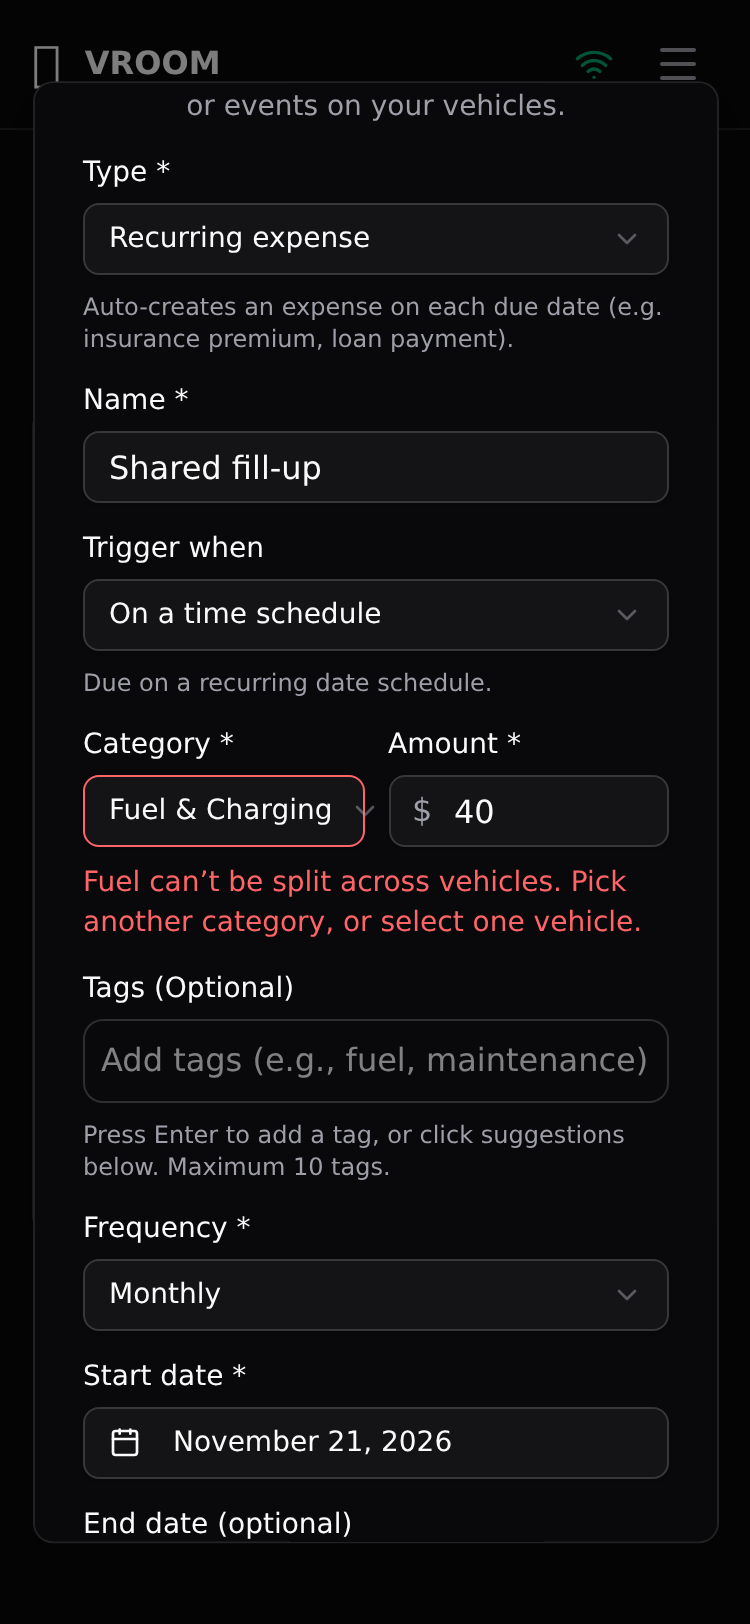 VROOM
or events on your vehicles.
Type *
Recurring expense
Auto-creates an expense on each due date (e.g.
insurance premium, loan payment).
Name *
Shared fill-up
Trigger when
On a time schedule
Due on a recurring date schedule.
Category *
Amount *
Fuel & Charging
$ 40
Fuel can’t be split across vehicles. Pick
another category, or select one vehicle.
Tags (Optional)
Add tags (e.g., fuel, maintenance)
Press Enter to add a tag, or click suggestions
below. Maximum 10 tags.
Frequency *
Monthly
Start date *
November 21, 2026
End date (optional)